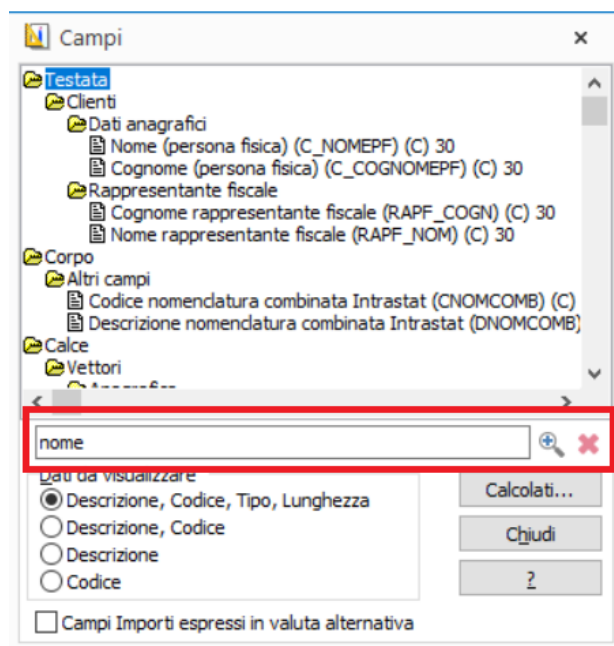 Campi
Testata
Clienti
Dati anagrafici
Nome (persona fisica) (C_NOMEPF) (C) 30
Cognome (persona fisica) (C_COGNOMEPF) (C) 30
Rappresentante fiscale
Cognome rappresentante fiscale (RAPF_COGN) (C) 30
Nome rappresentante fiscale (RAPF_NOM) (C) 30
Corpo
Altri campi
Codice nomenclatura combinata Intrastat (CNOMCOMB) (C)
Descrizione nomenclatura combinata Intrastat (DNOMCOMB)
Calce
Vettori
Anagrafica
nome
Dati da visualizzare
Descrizione, Codice, Tipo, Lunghezza
Descrizione, Codice
Descrizione
Codice
Calcolati...
Chiudi
?
Campi Importi espressi in valuta alternativa